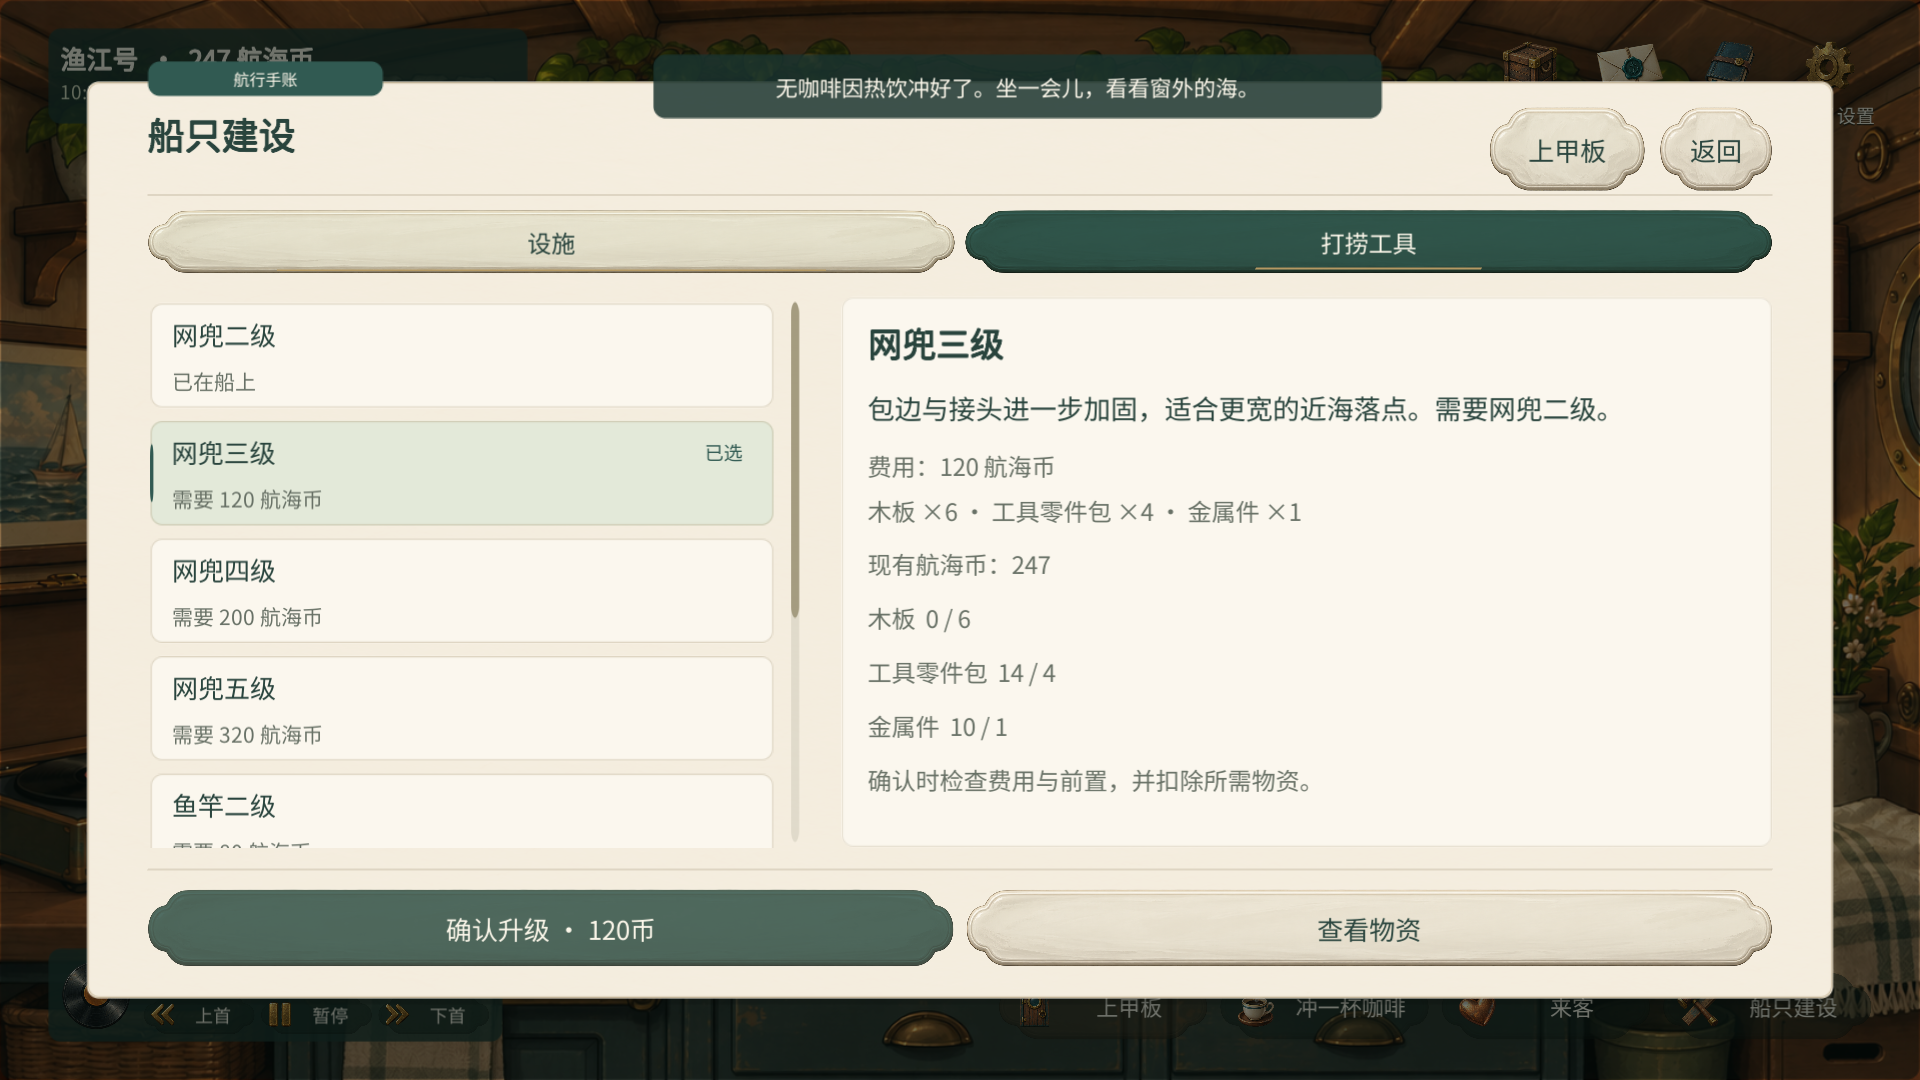 渔江号 · 247 航海币
10:
航行手账
无咖啡因热饮冲好了。坐一会儿，看看窗外的海。
设置
船只建设
上甲板
返回
设施
打捞工具
网兜二级
已在船上
网兜三级
已选
需要 120 航海币
网兜四级
需要 200 航海币
网兜五级
需要 320 航海币
鱼竿二级
网兜三级
包边与接头进一步加固，适合更宽的近海落点。需要网兜二级。
费用：120 航海币
木板 ×6 · 工具零件包 ×4 · 金属件 ×1
现有航海币：247
木板 0 / 6
工具零件包 14 / 4
金属件 10 / 1
确认时检查费用与前置，并扣除所需物资。
确认升级 · 120币
查看物资
上首
暂停
下首
上甲板
冲一杯咖啡
来客
船只建设